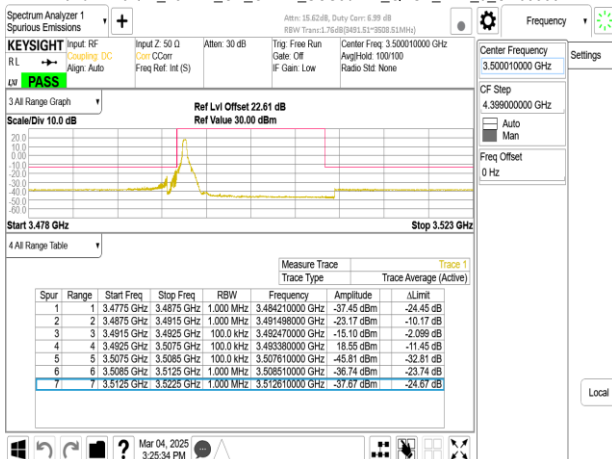 Spectrum Analyzer 1
Spurious Emissions
+
Attn: 15.62dB, Duty Corr: 6.99 dB
RBW Trans:1.76dB(3491.51~3508.51MHz)
Frequency
KEYSIGHT Input: RF Input Z: 50 Ω Atten: 30 dB Trig: Free Run Center Freq: 3.500010000 GHz
RL Coupling: DC Corr CCorr Gate: Off Avg|Hold: 100/100
Align: Auto Freq Ref: Int (S) IF Gain: Low Radio Std: None
LXI PASS
Center Frequency
3.500010000 GHz
Settings
CF Step
4.399000000 GHz
Auto
Man
Freq Offset
0 Hz
3 All Range Graph
Ref Lvl Offset 22.61 dB
Scale/Div 10.0 dB Ref Value 30.00 dBm
20.0
10.0
0.00
-10.0
-20.0
-30.0
-40.0
-50.0
-60.0
Start 3.478 GHz Stop 3.523 GHz
4 All Range Table
Measure Trace Trace 1
Trace Type Trace Average (Active)
Spur Range Start Freq Stop Freq RBW Frequency Amplitude ΔLimit
1 1 3.4775 GHz 3.4875 GHz 1.000 MHz 3.484210000 GHz -37.45 dBm -24.45 dB
2 2 3.4875 GHz 3.4915 GHz 1.000 MHz 3.491498000 GHz -23.17 dBm -10.17 dB
3 3 3.4915 GHz 3.4925 GHz 100.0 kHz 3.492470000 GHz -15.10 dBm -2.099 dB
4 4 3.4925 GHz 3.5075 GHz 100.0 kHz 3.493380000 GHz 18.55 dBm -11.45 dB
5 5 3.5075 GHz 3.5085 GHz 100.0 kHz 3.507610000 GHz -45.81 dBm -32.81 dB
6 6 3.5085 GHz 3.5125 GHz 1.000 MHz 3.508510000 GHz -36.74 dBm -23.74 dB
7 7 3.5125 GHz 3.5225 GHz 1.000 MHz 3.512610000 GHz -37.67 dBm -24.67 dB
Local
?
Mar 04, 2025
3:25:34 PM